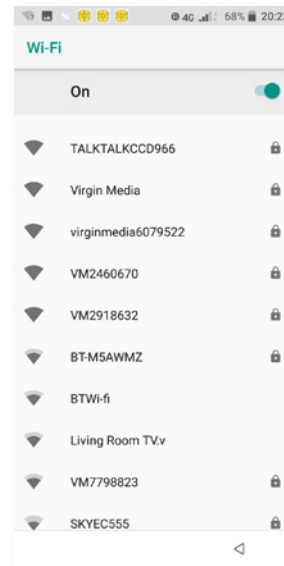 4G 68% 20:2
Wi-Fi
On
TALKTALKCCD966
Virgin Media
virginmedia6079522
VM2460670
VM2918632
BT-M5AWMZ
BTWi-fi
Living Room TV.v
VM7798823
SKYEC555